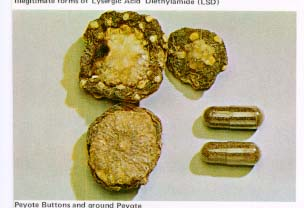 Illegitimate forms of Lysergic Acid Diethylamide (LSD)
Peyote Buttons and ground Peyote